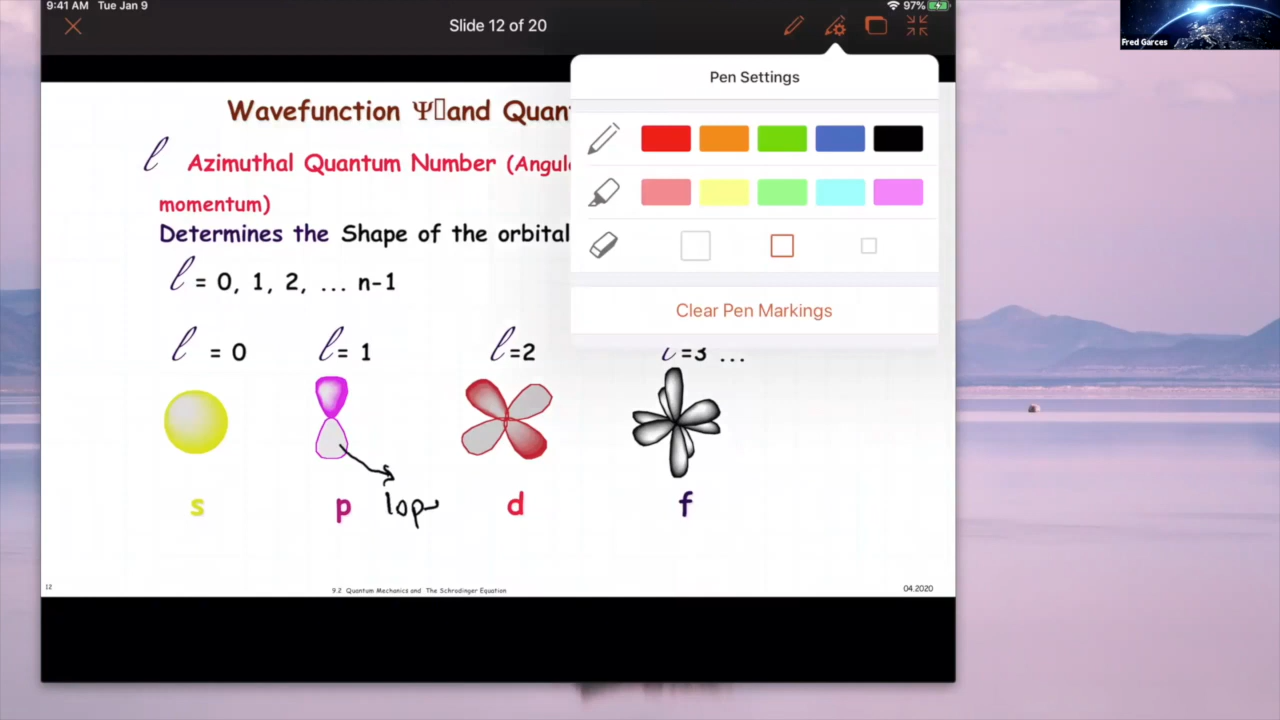 9:41 AM Tue Jan 9
97%
Fred Garces
Slide 12 of 20
Pen Settings
Wavefunction Ψ▯and Quant
ℓ Azimuthal Quantum Number (Angul
momentum)
Determines the Shape of the orbital
ℓ = 0, 1, 2, ... n-1
Clear Pen Markings
ℓ = 0 ℓ= 1 ℓ=2 ℓ=3 ...
s p lop d f
12
9.2 Quantum Mechanics and The Schrodinger Equation
04.2020